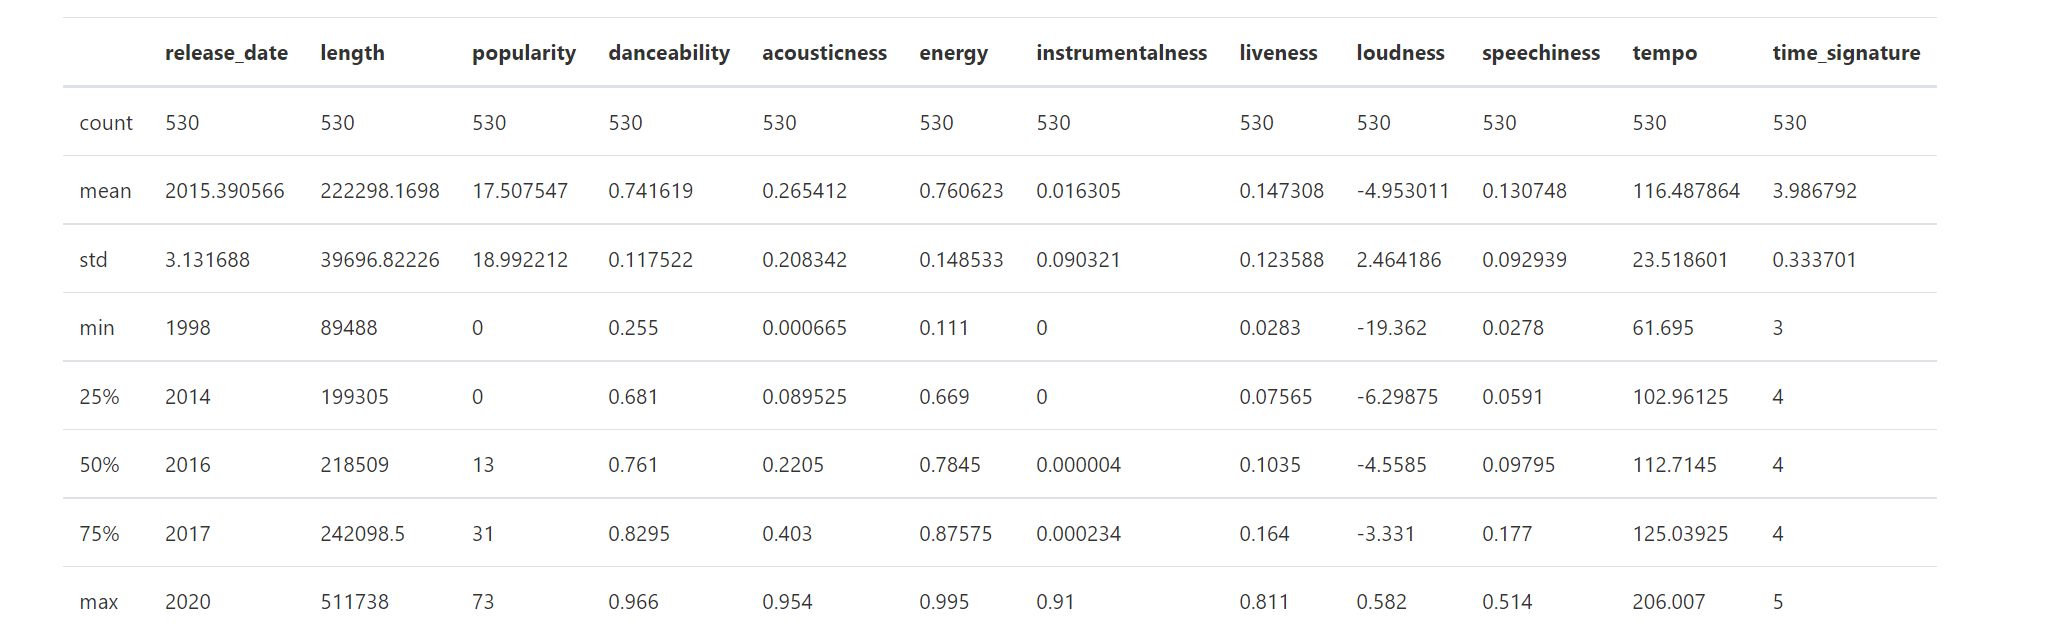 release_date length popularity danceability acousticness energy instrumentalness liveness loudness speechiness tempo time_signature
count 530 530 530 530 530 530 530 530 530 530 530 530
mean 2015.390566 222298.1698 17.507547 0.741619 0.265412 0.760623 0.016305 0.147308 -4.953011 0.130748 116.487864 3.986792
std 3.131688 39696.82226 18.992212 0.117522 0.208342 0.148533 0.090321 0.123588 2.464186 0.092939 23.518601 0.333701
min 1998 89488 0 0.255 0.000665 0.111 0 0.0283 -19.362 0.0278 61.695 3
25% 2014 199305 0 0.681 0.089525 0.669 0 0.07565 -6.29875 0.0591 102.96125 4
50% 2016 218509 13 0.761 0.2205 0.7845 0.000004 0.1035 -4.5585 0.09795 112.7145 4
75% 2017 242098.5 31 0.8295 0.403 0.87575 0.000234 0.164 -3.331 0.177 125.03925 4
max 2020 511738 73 0.966 0.954 0.995 0.91 0.811 0.582 0.514 206.007 5